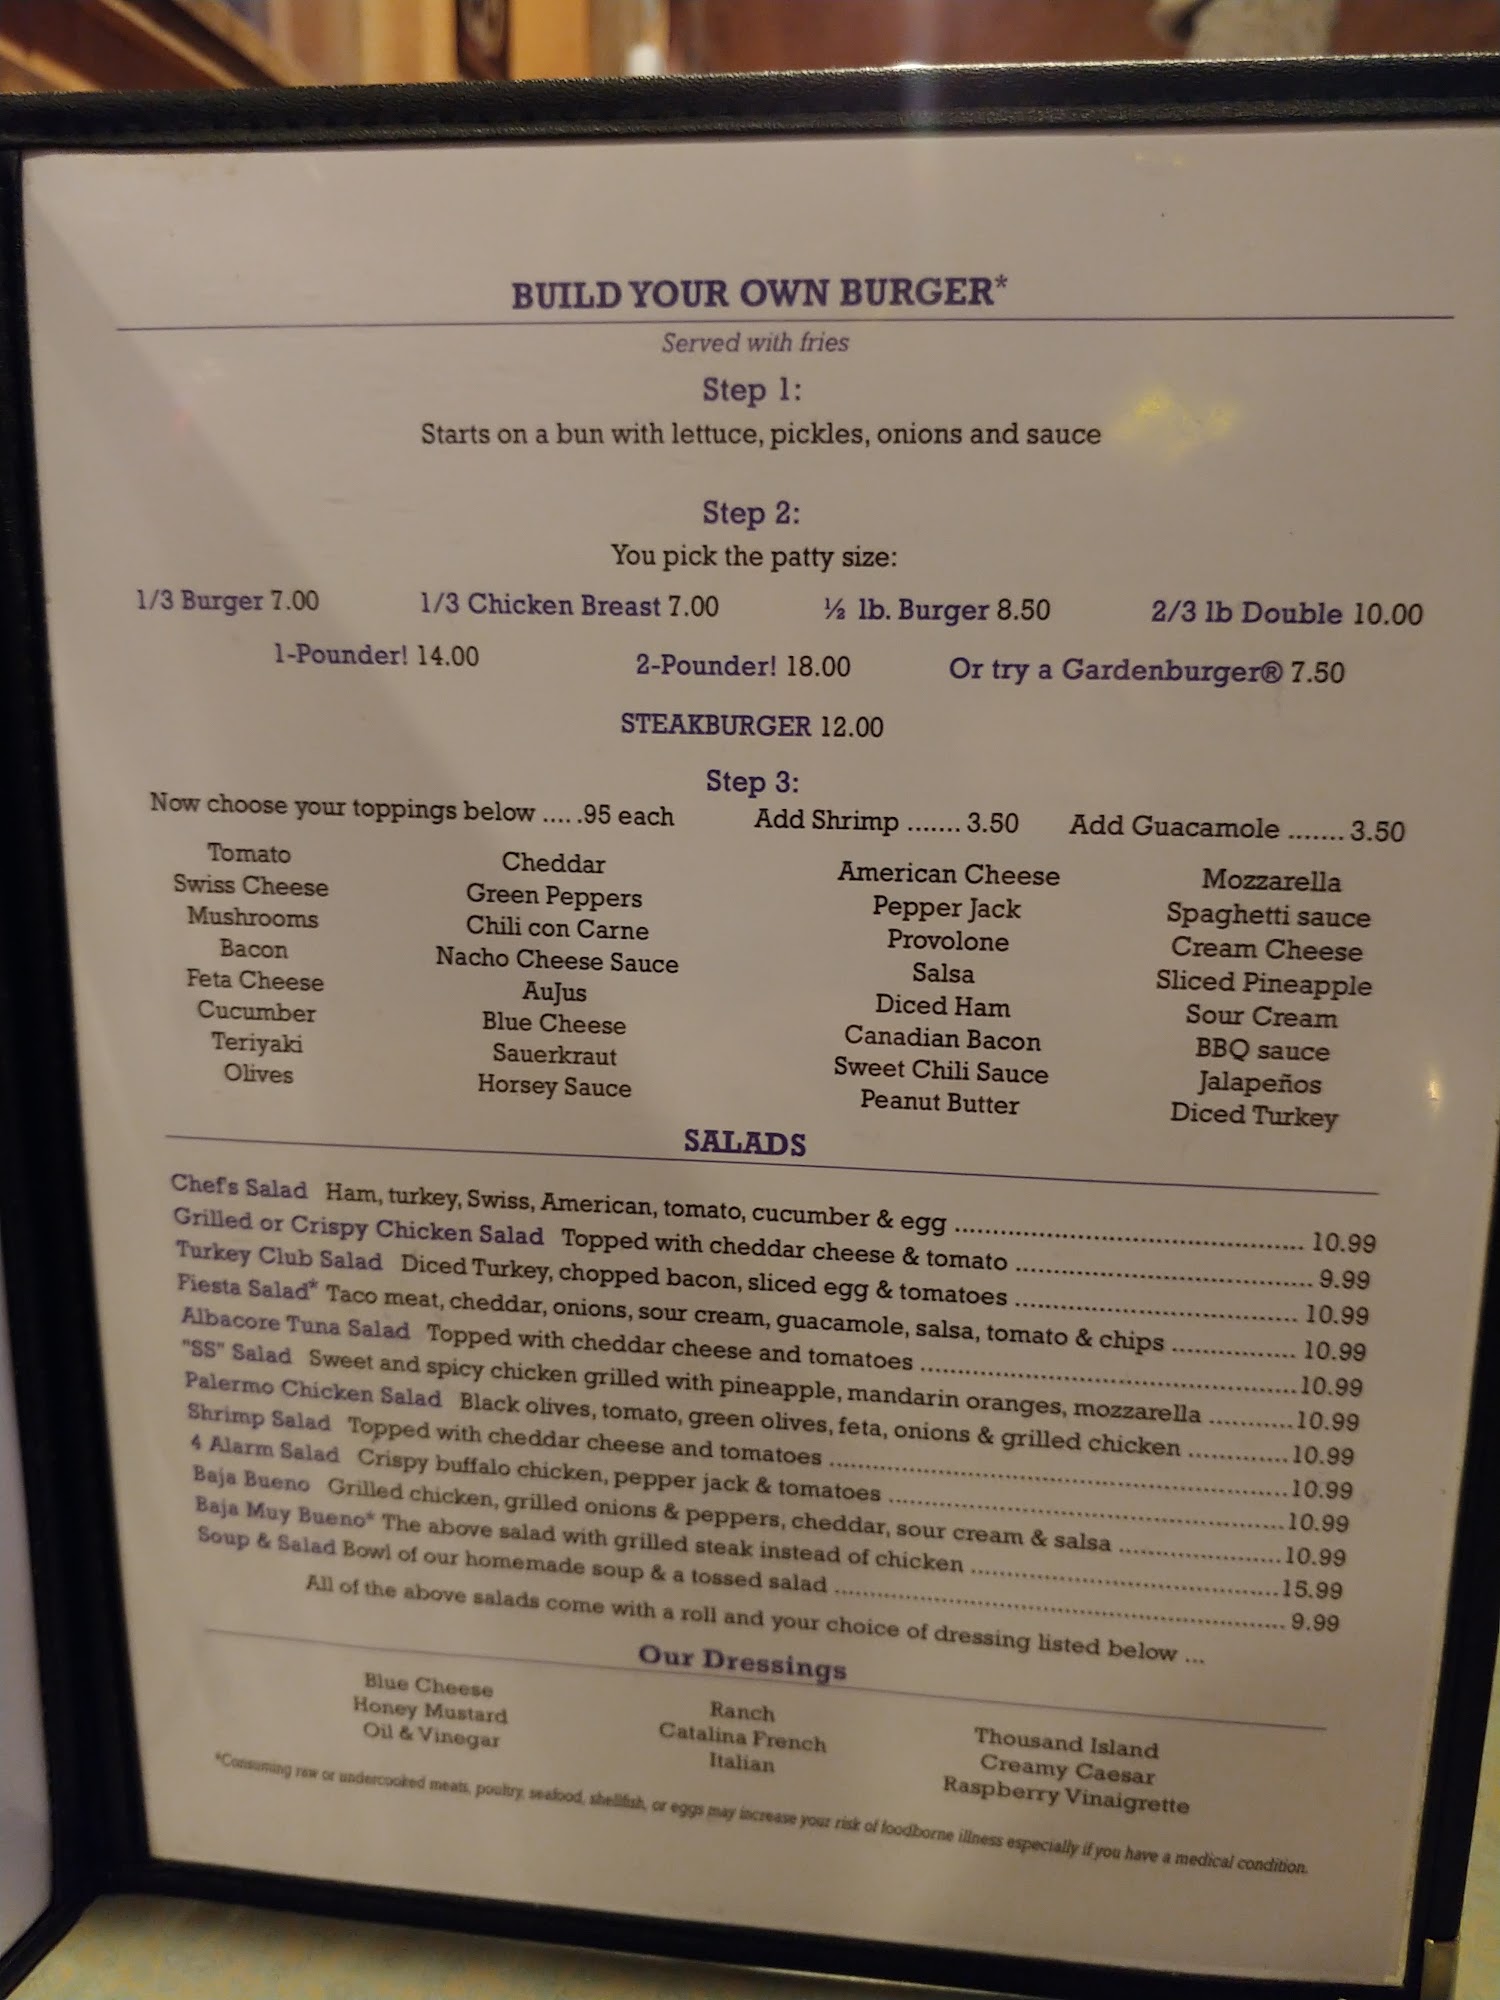 BUILD YOUR OWN BURGER*
Served with fries
Step 1:
Starts on a bun with lettuce, pickles, onions and sauce
Step 2:
You pick the patty size:
1/3 Burger 7.00 1/3 Chicken Breast 7.00 ½ lb. Burger 8.50 2/3 lb Double 10.00
1-Pounder! 14.00 2-Pounder! 18.00 Or try a Gardenburger® 7.50
STEAKBURGER 12.00
Step 3:
Now choose your toppings below .....95 each Add Shrimp ....... 3.50 Add Guacamole ....... 3.50
Tomato Cheddar American Cheese Mozzarella
Swiss Cheese Green Peppers Pepper Jack Spaghetti sauce
Mushrooms Chili con Carne Provolone Cream Cheese
Bacon Nacho Cheese Sauce Salsa Sliced Pineapple
Feta Cheese AuJus Diced Ham Sour Cream
Cucumber Blue Cheese Canadian Bacon BBQ sauce
Teriyaki Sauerkraut Sweet Chili Sauce Jalapeños
Olives Horsey Sauce Peanut Butter Diced Turkey
SALADS
Chef's Salad Ham, turkey, Swiss, American, tomato, cucumber & egg ........ 10.99
Grilled or Crispy Chicken Salad Topped with cheddar cheese & tomato ........ 9.99
Turkey Club Salad Diced Turkey, chopped bacon, sliced egg & tomatoes ........ 10.99
Fiesta Salad* Taco meat, cheddar, onions, sour cream, guacamole, salsa, tomato & chips ........ 10.99
Albacore Tuna Salad Topped with cheddar cheese and tomatoes ........ 10.99
"SS" Salad Sweet and spicy chicken grilled with pineapple, mandarin oranges, mozzarella ........ 10.99
Palermo Chicken Salad Black olives, tomato, green olives, feta, onions & grilled chicken ........ 10.99
Shrimp Salad Topped with cheddar cheese and tomatoes ........ 10.99
4 Alarm Salad Crispy buffalo chicken, pepper jack & tomatoes ........ 10.99
Baja Bueno Grilled chicken, grilled onions & peppers, cheddar, sour cream & salsa ........ 10.99
Baja Muy Bueno* The above salad with grilled steak instead of chicken ........ 15.99
Soup & Salad Bowl of our homemade soup & a tossed salad ........ 9.99
All of the above salads come with a roll and your choice of dressing listed below ...
Our Dressings
Blue Cheese Ranch Thousand Island
Honey Mustard Catalina French Creamy Caesar
Oil & Vinegar Italian Raspberry Vinaigrette
*Consuming raw or undercooked meats, poultry, seafood, shellfish, or eggs may increase your risk of foodborne illness especially if you have a medical condition.